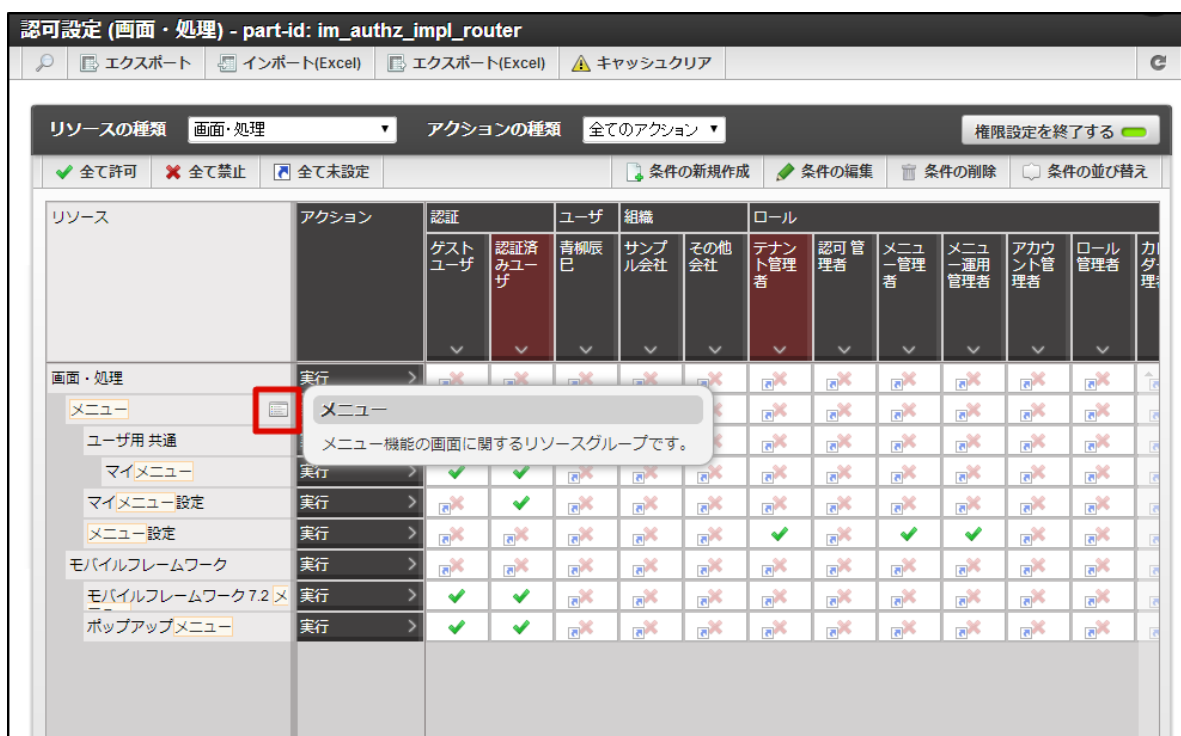 認可設定 (画面・処理) - part-id: im_authz_impl_router
エクスポート インポート(Excel) エクスポート(Excel) キャッシュクリア
リソースの種類 画面・処理 アクションの種類 全てのアクション 権限設定を終了する
全て許可 全て禁止 全て未設定 条件の新規作成 条件の編集 条件の削除 条件の並び替え
リソース アクション 認証 ユーザ 組織 ロール
ゲストユーザ 認証済みユーザ 青柳辰巳 サンプル会社 その他会社 テナント管理者 認可管理者 メニュー管理者 メニュー運用管理者 アカウント管理者 ロール管理者
画面・処理 実行
メニュー メニュー
ユーザ用 共通 メニュー機能の画面に関するリソースグループです。
マイメニュー 実行
マイメニュー設定 実行
メニュー設定 実行
モバイルフレームワーク 実行
モバイルフレームワーク 7.2 メ 実行
ポップアップメニュー 実行